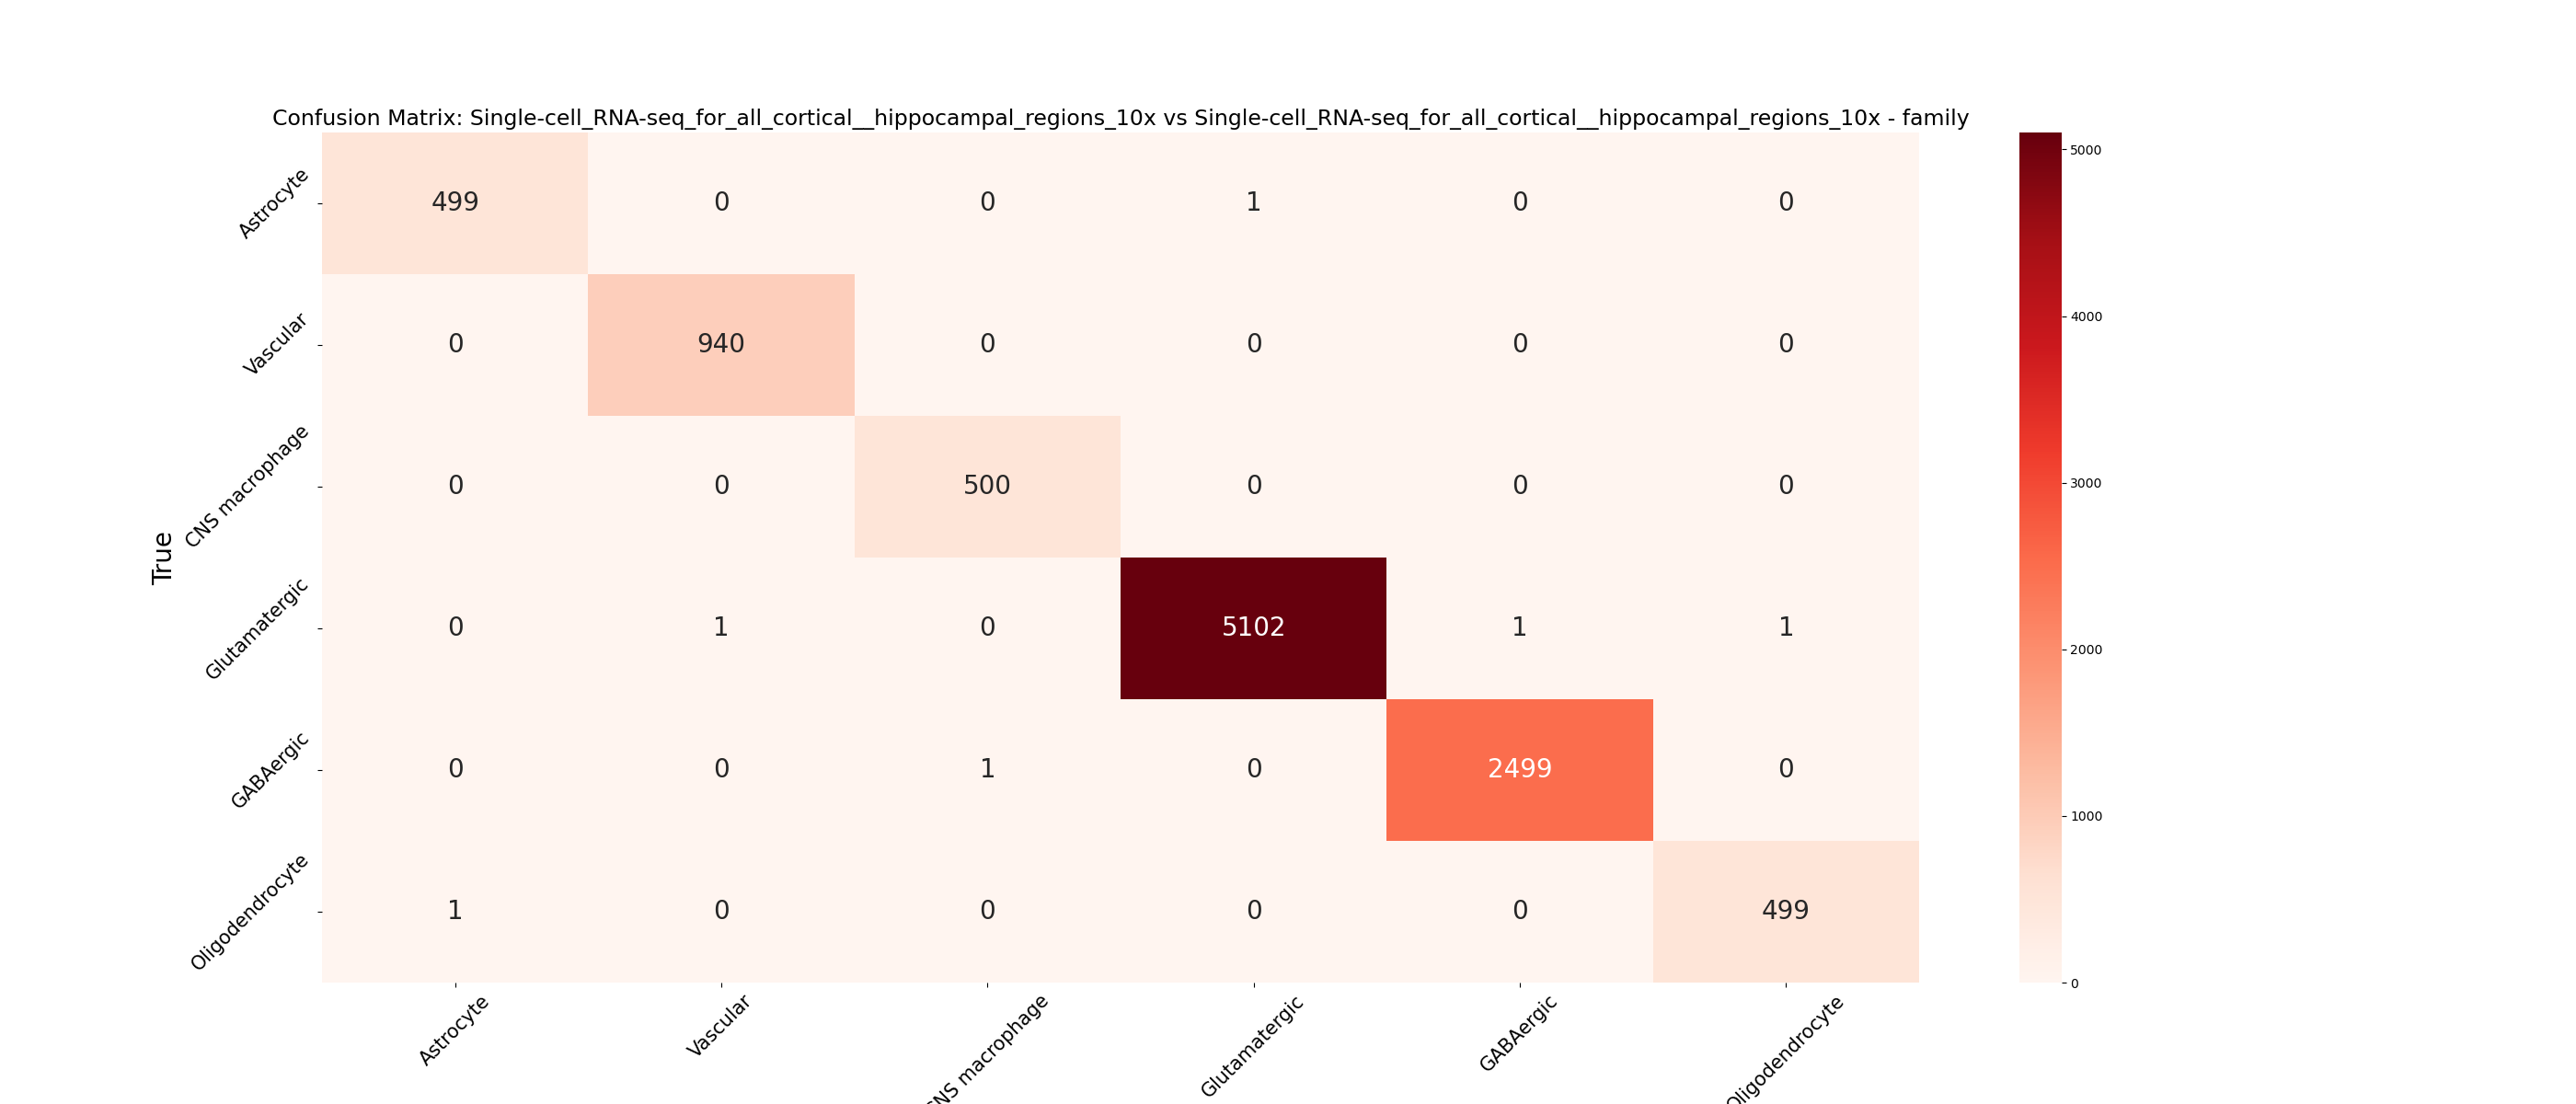 Confusion Matrix: Single-cell_RNA-seq_for_all_cortical__hippocampal_regions_10x vs Single-cell_RNA-seq_for_all_cortical__hippocampal_regions_10x - family
True
Astrocyte 499 0 0 1 0 0
Vascular 0 940 0 0 0 0
CNS macrophage 0 0 500 0 0 0
Glutamatergic 0 1 0 5102 1 1
GABAergic 0 0 1 0 2499 0
Oligodendrocyte 1 0 0 0 0 499
Astrocyte Vascular CNS macrophage Glutamatergic GABAergic Oligodendrocyte
5000
4000
3000
2000
1000
0